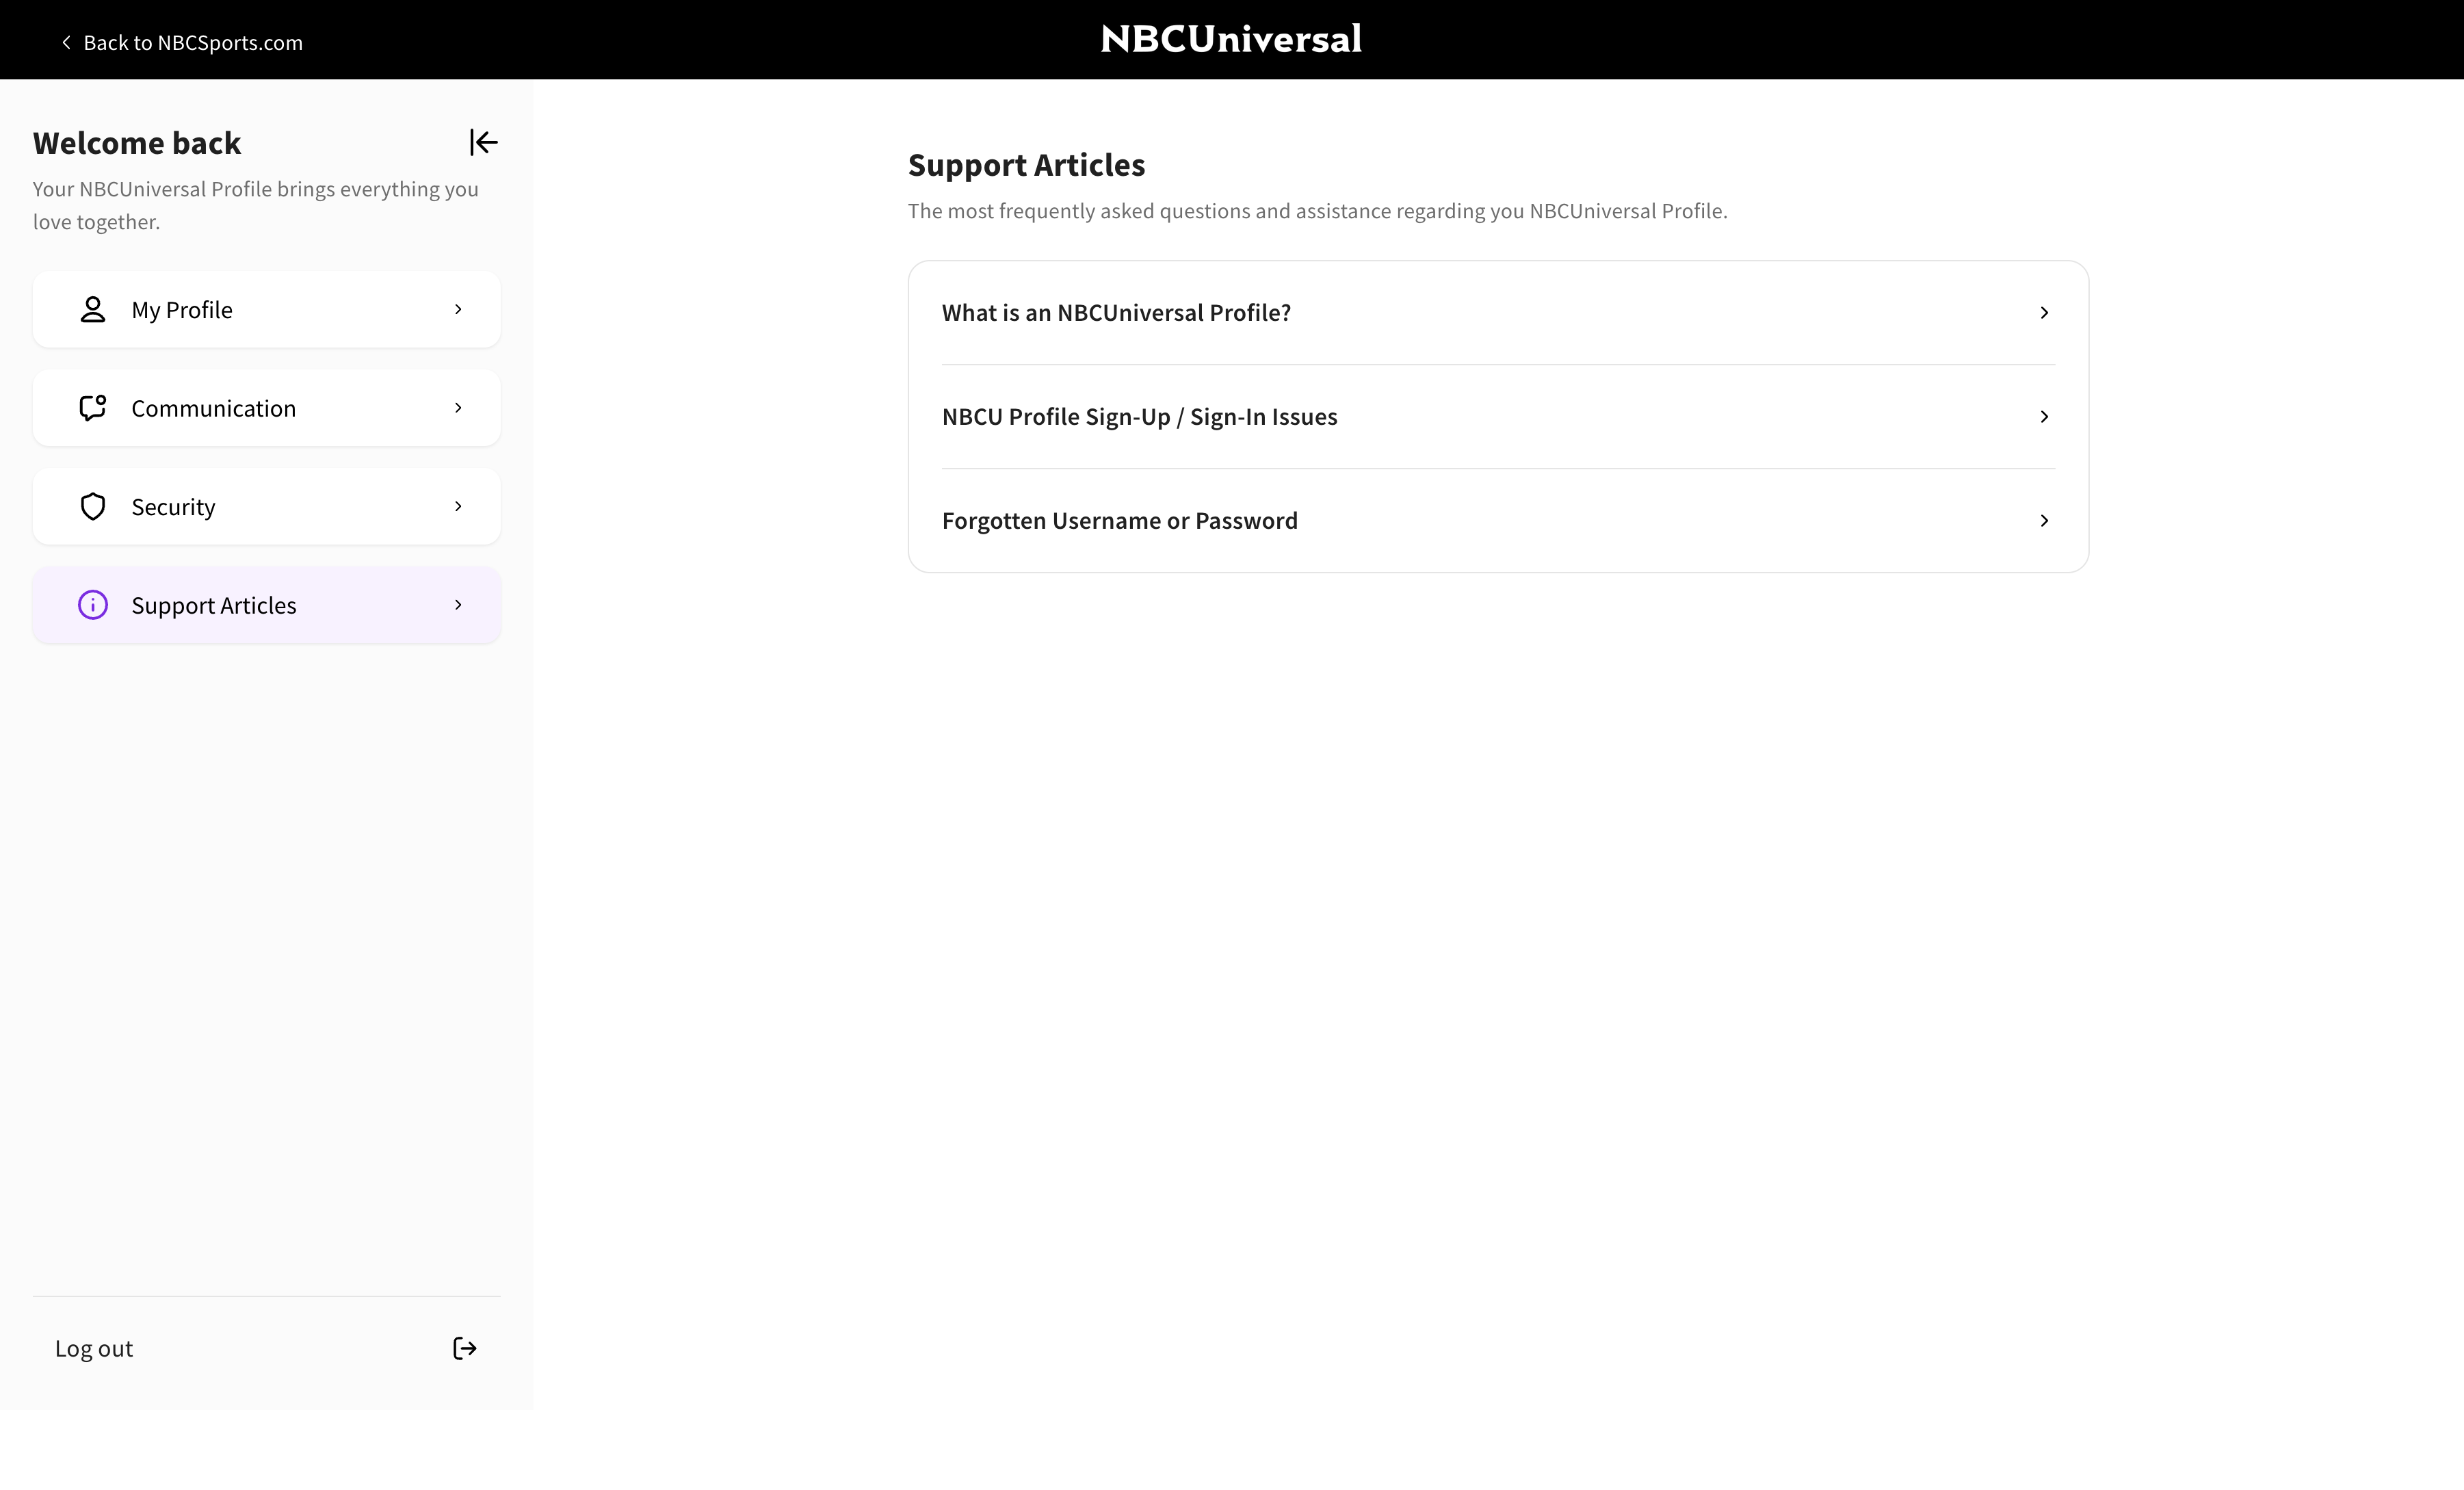 Back to NBCSports.com
NBCUniversal
Welcome back
Your NBCUniversal Profile brings everything you
love together.
My Profile
Communication
Security
Support Articles
Log out
Support Articles
The most frequently asked questions and assistance regarding you NBCUniversal Profile.
What is an NBCUniversal Profile?
NBCU Profile Sign-Up / Sign-In Issues
Forgotten Username or Password